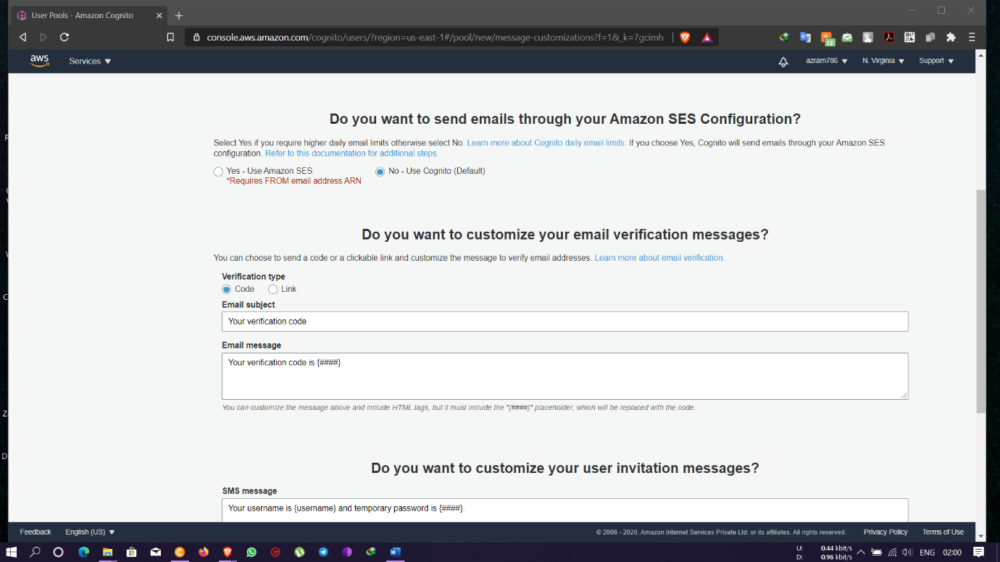 User Pools - Amazon Cognito
console.aws.amazon.com/cognito/users/?region=us-east-1#/pool/new/message-customizations?f=1&_k=7gcimh
12
aws
Services
azram786
N. Virginia
Support
Do you want to send emails through your Amazon SES Configuration?
Select Yes if you require higher daily email limits otherwise select No. Learn more about Cognito daily email limits. If you choose Yes, Cognito will send emails through your Amazon SES
configuration. Refer to this documentation for additional steps.
Yes - Use Amazon SES
*Requires FROM email address ARN
No - Use Cognito (Default)
Do you want to customize your email verification messages?
You can choose to send a code or a clickable link and customize the message to verify email addresses. Learn more about email verification.
Verification type
Code
Link
Email subject
Your verification code
Email message
Your verification code is {####}.
You can customize the message above and include HTML tags, but it must include the "{####}" placeholder, which will be replaced with the code.
Do you want to customize your user invitation messages?
SMS message
Your username is {username} and temporary password is {####}.
Feedback
English (US)
© 2008 - 2020, Amazon Internet Services Private Ltd. or its affiliates. All rights reserved.
Privacy Policy
Terms of Use
U: 0.44 kbit/s
D: 0.96 kbit/s
ENG
02:00